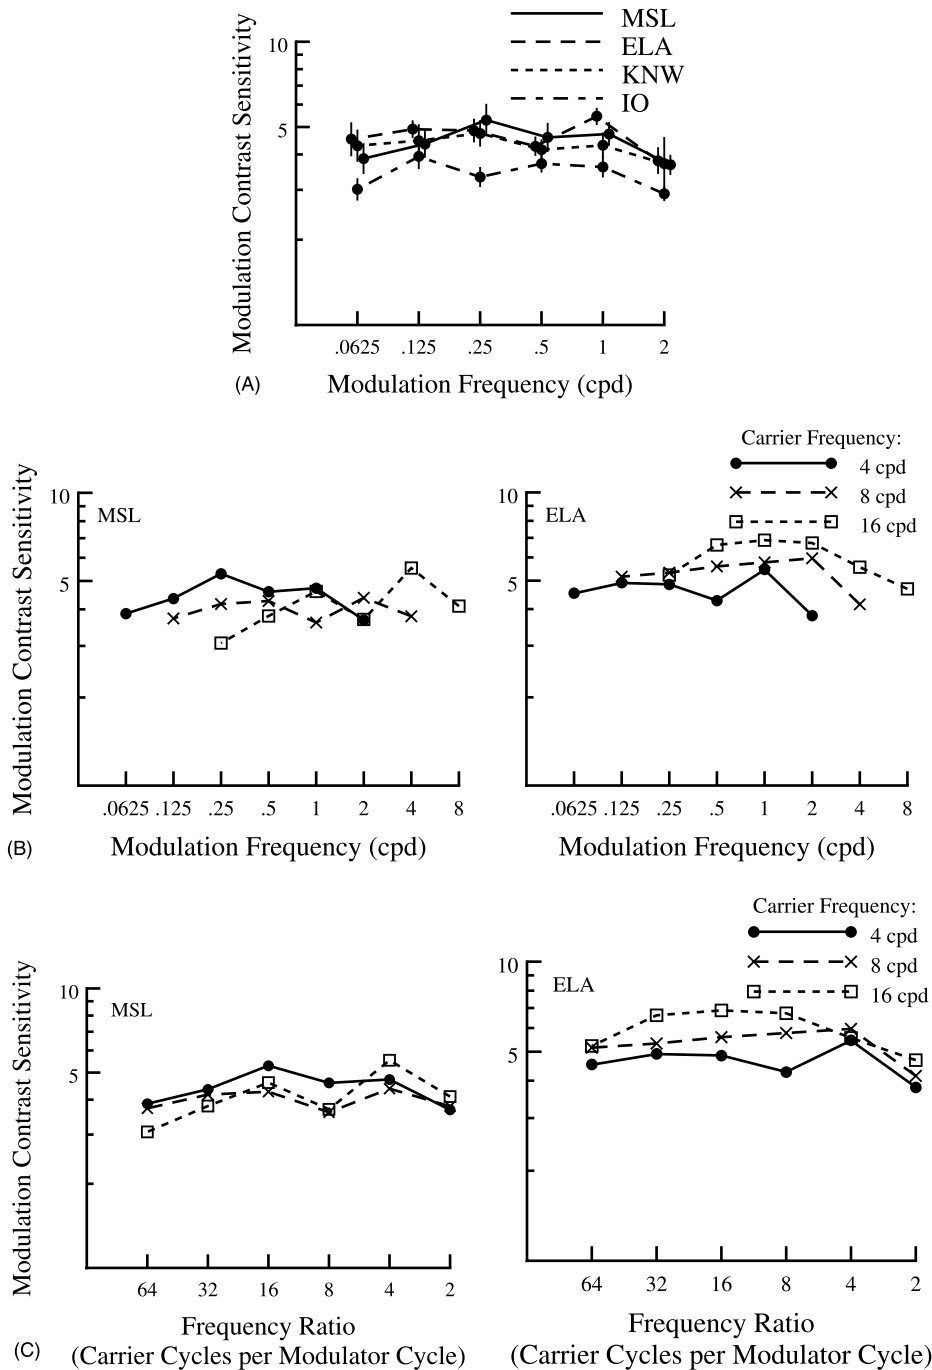 MSL
ELA
KNW
IO
Modulation Contrast Sensitivity
10
5
.0625 .125 .25 .5 1 2
(A) Modulation Frequency (cpd)
Carrier Frequency:
4 cpd
8 cpd
16 cpd
Modulation Contrast Sensitivity
10
5
MSL
.0625 .125 .25 .5 1 2 4 8
Modulation Frequency (cpd)
10
5
ELA
.0625 .125 .25 .5 1 2 4 8
Modulation Frequency (cpd)
(B)
Carrier Frequency:
4 cpd
8 cpd
16 cpd
Modulation Contrast Sensitivity
10
5
MSL
64 32 16 8 4 2
Frequency Ratio
(Carrier Cycles per Modulator Cycle)
10
5
ELA
64 32 16 8 4 2
Frequency Ratio
(Carrier Cycles per Modulator Cycle)
(C)